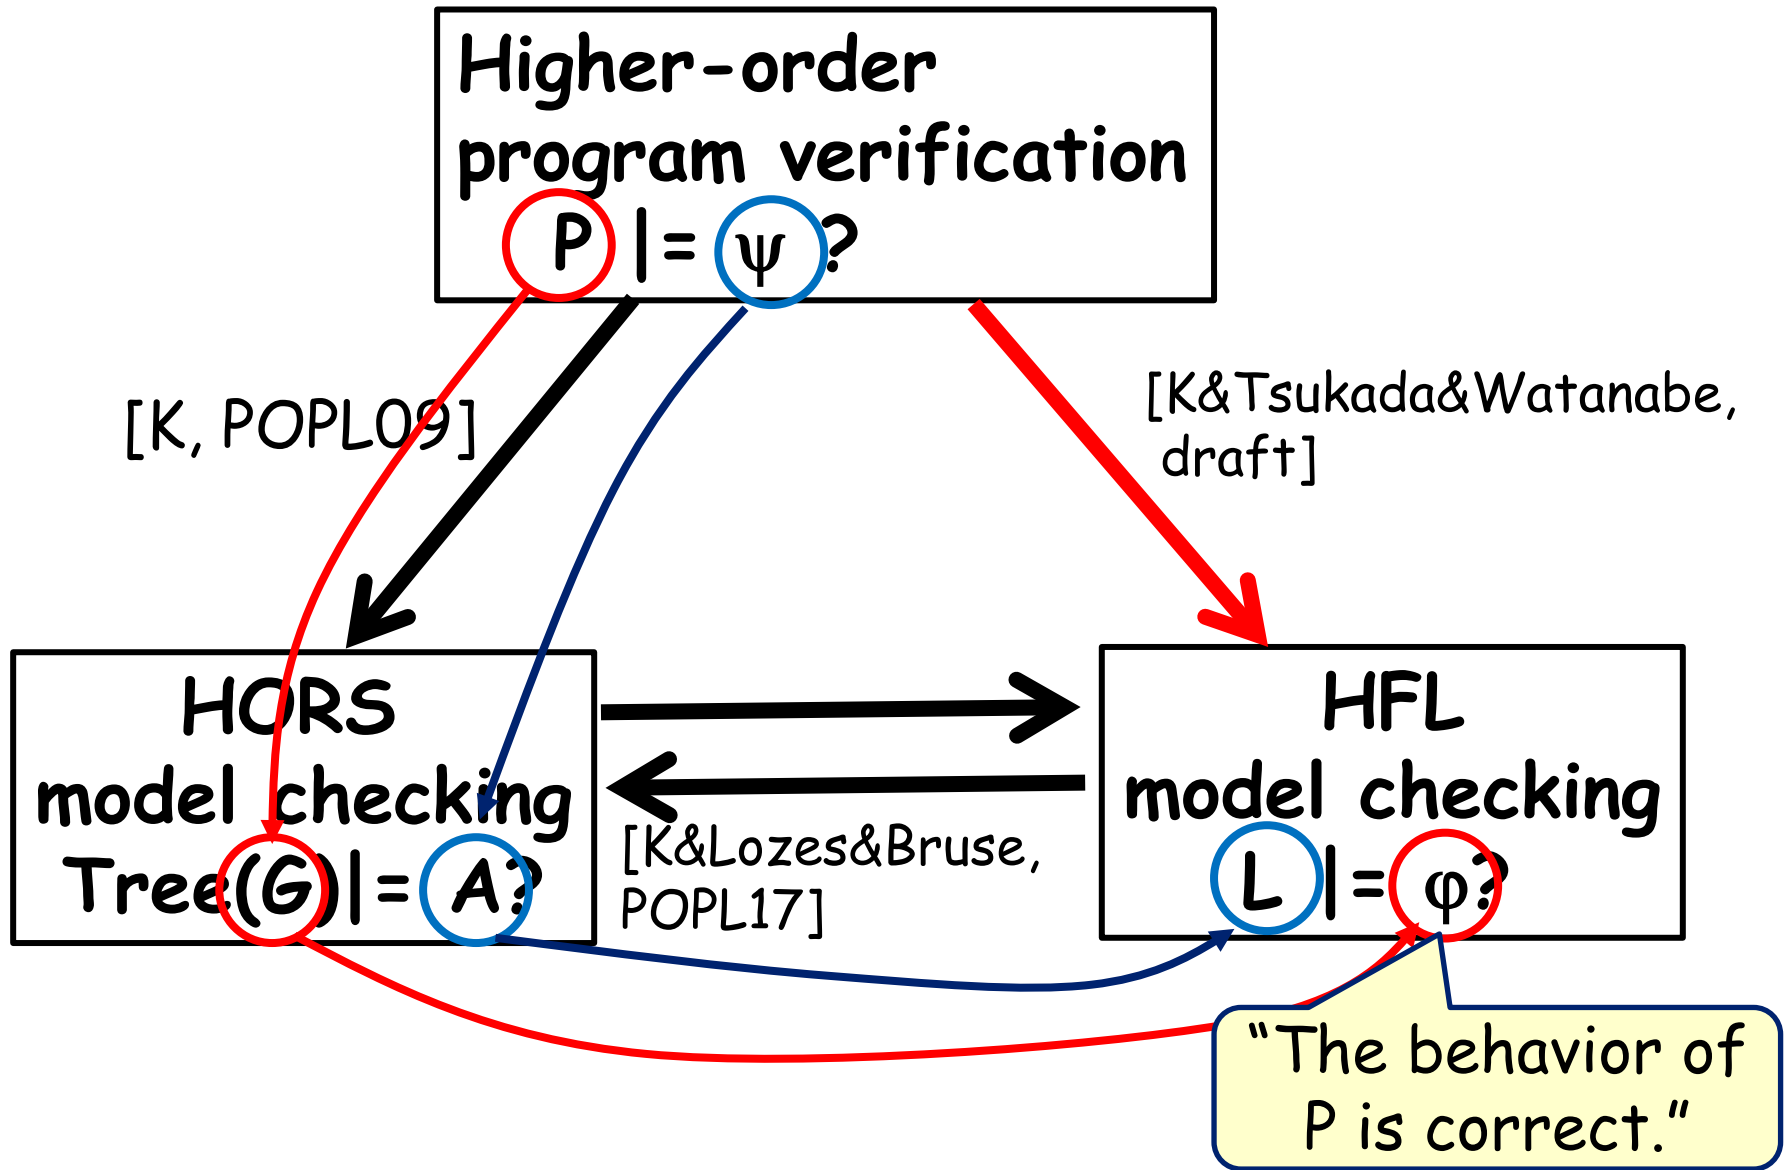 Higher-order
program verification
P |= ψ ?
[K, POPL09]
[K&Tsukada&Watanabe,
draft]
HORS
model checking
Tree(G)|= A?
[K&Lozes&Bruse,
POPL17]
HFL
model checking
L |= φ?
“The behavior of
P is correct.”